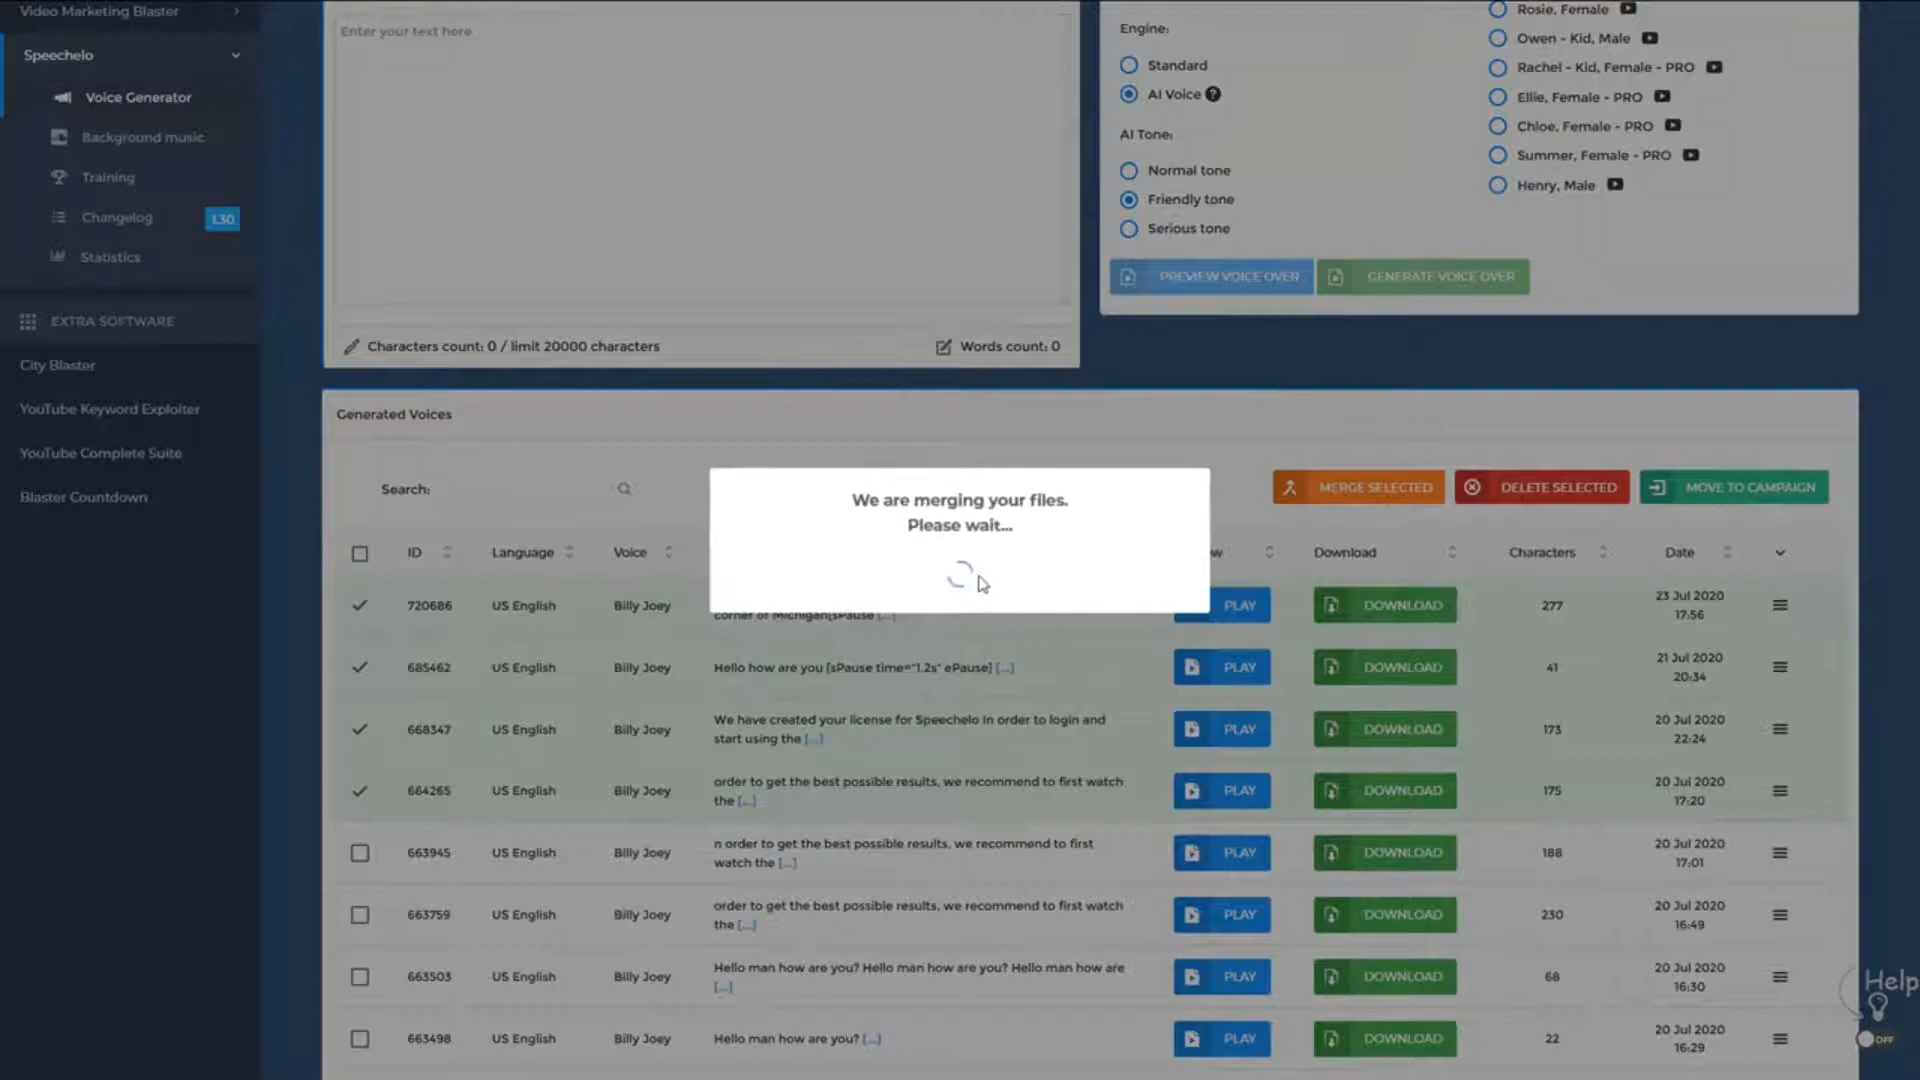 Video Marketing Blaster
Speechelo
Voice Generator
Background music
Training
Changelog
130
Statistics
EXTRA SOFTWARE
City Blaster
YouTube Keyword Exploiter
YouTube Complete Suite
Blaster Countdown
Enter your text here
Characters count: 0 / limit 20000 characters
Words count: 0
Engine:
Standard
AI Voice
AI Tone:
Normal tone
Friendly tone
Serious tone
Rosie, Female
Owen - Kid, Male
Rachel - Kid, Female - PRO
Ellie, Female - PRO
Chloe, Female - PRO
Summer, Female - PRO
Henry, Male
PREVIEW VOICE OVER
GENERATE VOICE OVER
Generated Voices
Search:
MERGE SELECTED
DELETE SELECTED
MOVE TO CAMPAIGN
We are merging your files.
Please wait...
ID Language Voice Download Characters Date
720686 US English Billy Joey corner of Michigan[sPause [...] PLAY DOWNLOAD 277 23 Jul 2020
17:56
685462 US English Billy Joey Hello how are you [sPause time="1.2s" ePause] [...] PLAY DOWNLOAD 41 21 Jul 2020
20:34
668347 US English Billy Joey We have created your license for Speechelo In order to login and PLAY DOWNLOAD 173 20 Jul 2020
start using the [...] 22:24
664265 US English Billy Joey order to get the best possible results, we recommend to first watch PLAY DOWNLOAD 175 20 Jul 2020
the [...] 17:20
663945 US English Billy Joey n order to get the best possible results, we recommend to first PLAY DOWNLOAD 188 20 Jul 2020
watch the [...] 17:01
663759 US English Billy Joey order to get the best possible results, we recommend to first watch PLAY DOWNLOAD 230 20 Jul 2020
the [...] 16:49
663503 US English Billy Joey Hello man how are you? Hello man how are you? Hello man how are PLAY DOWNLOAD 68 20 Jul 2020
[...] 16:30
663498 US English Billy Joey Hello man how are you? [...] PLAY DOWNLOAD 22 20 Jul 2020
16:29
Help
OFF